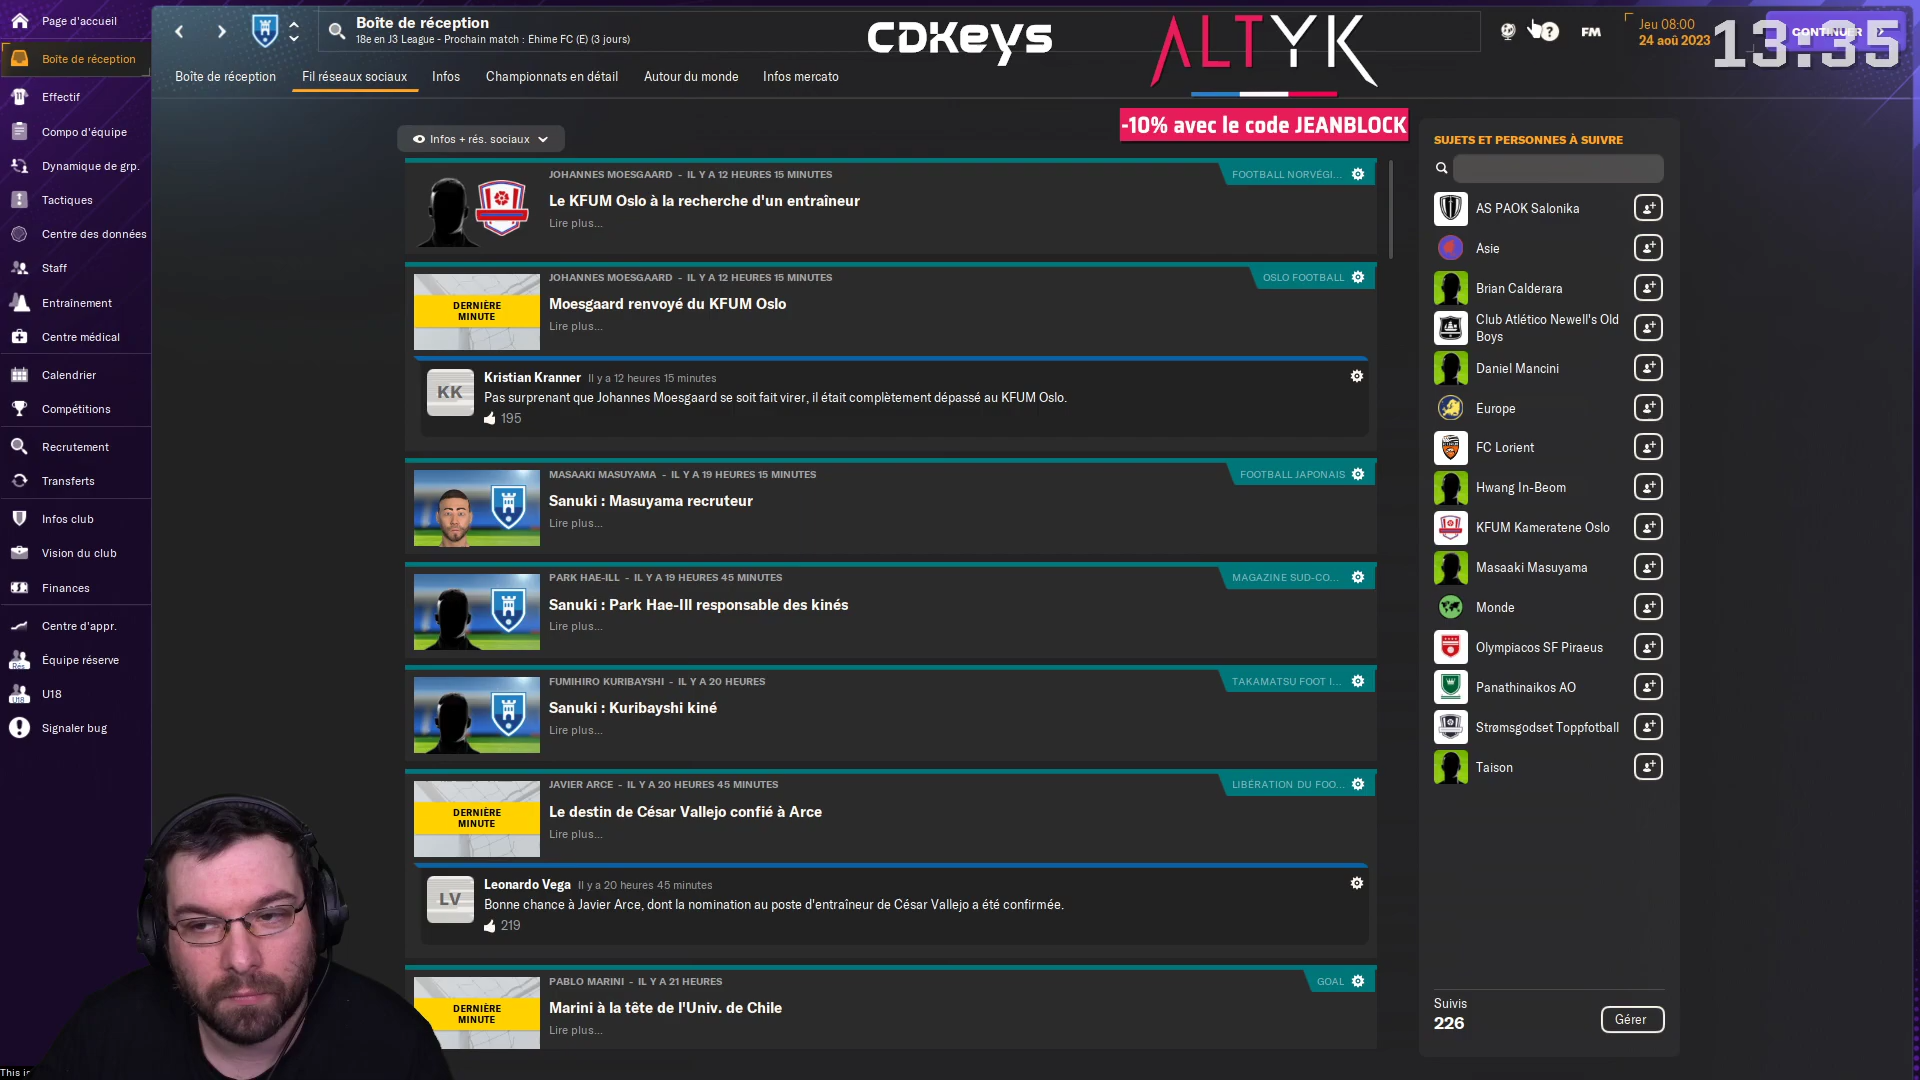 Page d'accueil
Boîte de réception
Effectif
Compo d'équipe
Dynamique de grp.
Tactiques
Centre des données
Staff
Entraînement
Centre médical
Calendrier
Compétitions
Recrutement
Transferts
Infos club
Vision du club
Finances
Centre d'appr.
Équipe réserve
U18
Signaler bug
Boîte de réception
18e en J3 League - Prochain match : Ehime FC (E) (3 jours)
CDKeys
ALTYK
-10% avec le code JEANBLOCK
FM
Jeu 08:00
24 aoû 2023
CONTINUER
13:35
Boîte de réception
Fil réseaux sociaux
Infos
Championnats en détail
Autour du monde
Infos mercato
Infos + rés. sociaux
JOHANNES MOESGAARD - IL Y A 12 HEURES 15 MINUTES
FOOTBALL NORVÉGI...
Le KFUM Oslo à la recherche d'un entraîneur
Lire plus...
JOHANNES MOESGAARD - IL Y A 12 HEURES 15 MINUTES
OSLO FOOTBALL
DERNIÈRE
MINUTE
Moesgaard renvoyé du KFUM Oslo
Lire plus...
KK
Kristian Kranner Il y a 12 heures 15 minutes
Pas surprenant que Johannes Moesgaard se soit fait virer, il était complètement dépassé au KFUM Oslo.
195
MASAAKI MASUYAMA - IL Y A 19 HEURES 15 MINUTES
FOOTBALL JAPONAIS
Sanuki : Masuyama recruteur
Lire plus...
PARK HAE-ILL - IL Y A 19 HEURES 45 MINUTES
MAGAZINE SUD-CO...
Sanuki : Park Hae-Ill responsable des kinés
Lire plus...
FUMIHIRO KURIBAYSHI - IL Y A 20 HEURES
TAKAMATSU FOOT I...
Sanuki : Kuribayshi kiné
Lire plus...
JAVIER ARCE - IL Y A 20 HEURES 45 MINUTES
LIBÉRATION DU FOO...
DERNIÈRE
MINUTE
Le destin de César Vallejo confié à Arce
Lire plus...
LV
Leonardo Vega Il y a 20 heures 45 minutes
Bonne chance à Javier Arce, dont la nomination au poste d'entraîneur de César Vallejo a été confirmée.
219
PABLO MARINI - IL Y A 21 HEURES
GOAL
DERNIÈRE
MINUTE
Marini à la tête de l'Univ. de Chile
Lire plus...
SUJETS ET PERSONNES À SUIVRE
AS PAOK Salonika
Asie
Brian Calderara
Club Atlético Newell's Old
Boys
Daniel Mancini
Europe
FC Lorient
Hwang In-Beom
KFUM Kameratene Oslo
Masaaki Masuyama
Monde
Olympiacos SF Piraeus
Panathinaikos AO
Strømsgodset Toppfotball
Taison
Suivis
226
Gérer
This is